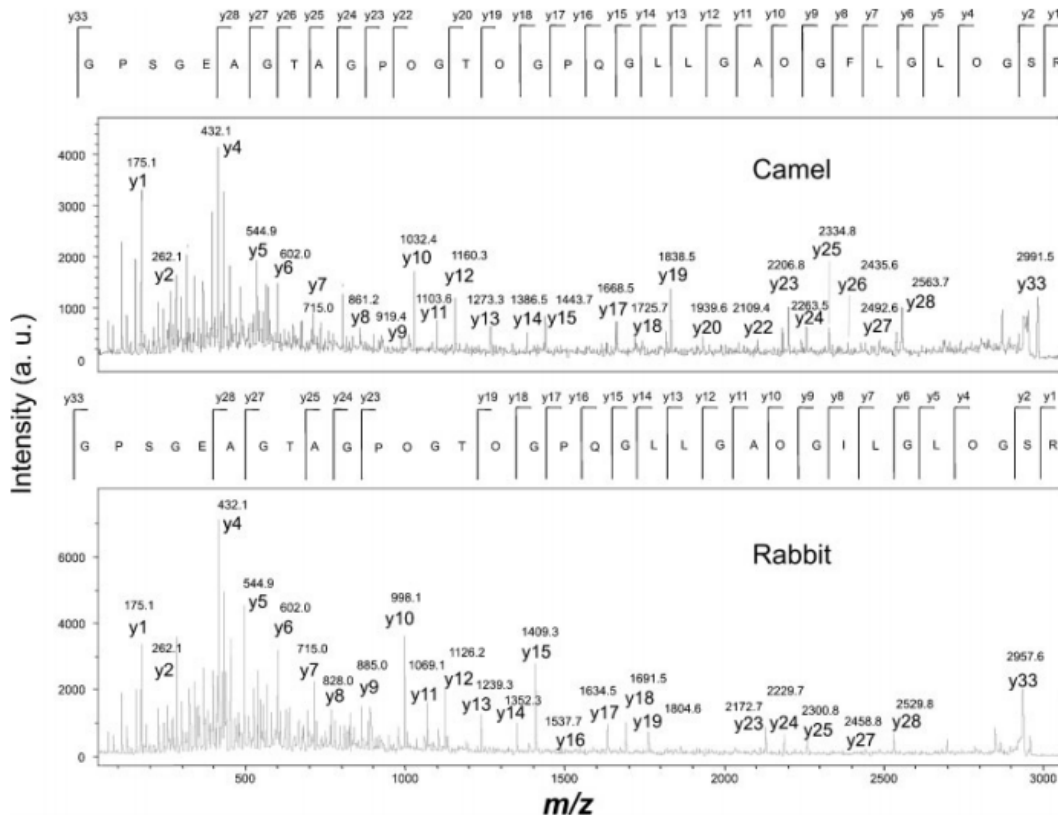 y33 y28 y27 y26 y25 y24 y23 y22 y20 y19 y18 y17 y16 y15 y14 y13 y12 y11 y10 y9 y8 y7 y6 y5 y4 y2 y1
G P S G E A G T A G P O G T O G P Q G L L G A O G F L G L O G S R
Camel
4000
3000
2000
1000
0
175.1
y1
262.1
y2
432.1
y4
544.9
y5
602.0
y6
y7
715.0
861.2
y8
919.4
y9
1032.4
y10
1103.6
y11
1160.3
y12
1273.3
y13
1386.5
y14
1443.7
y15
1668.5
y17
1725.7
y18
1838.5
y19
1939.6
y20
2109.4
y22
2206.8
y23
2263.5
y24
2334.8
y25
2435.6
y26
2492.6
y27
2563.7
y28
2991.5
y33
Intensity (a. u.)
y33 y28 y27 y25 y24 y23 y19 y18 y17 y16 y15 y14 y13 y12 y11 y10 y9 y8 y7 y6 y5 y4 y2 y1
G P S G E A G T A G P O G T O G P Q G L L G A O G I L G L O G S R
Rabbit
6000
4000
2000
0
175.1
y1
262.1
y2
432.1
y4
544.9
y5
602.0
y6
715.0
y7
828.0
y8
885.0
y9
998.1
y10
1069.1
y11
1126.2
y12
1239.3
y13
1352.3
y14
1409.3
y15
1537.7
y16
1634.5
y17
1691.5
y18
1804.6
y19
2172.7
y23
2229.7
y24
2300.8
y25
2458.8
y27
2529.8
y28
2957.6
y33
500 1000 1500 2000 2500 3000
m/z